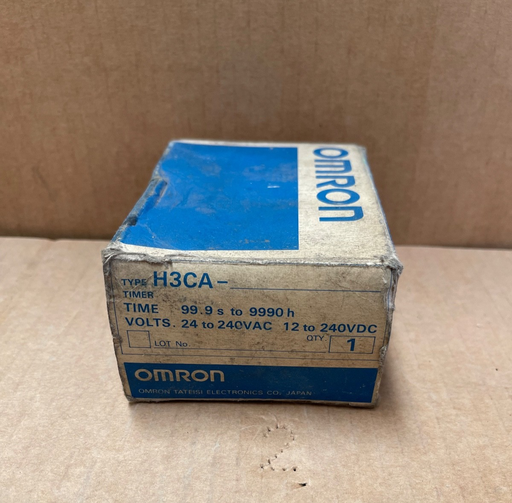 OMRON
TYPE H3CA-
TIMER
TIME 99.9 s to 9990 h
VOLTS. 24 to 240VAC 12 to 240VDC
LOT No. QTY 1
OMRON
OMRON TATEISI ELECTRONICS CO., JAPAN